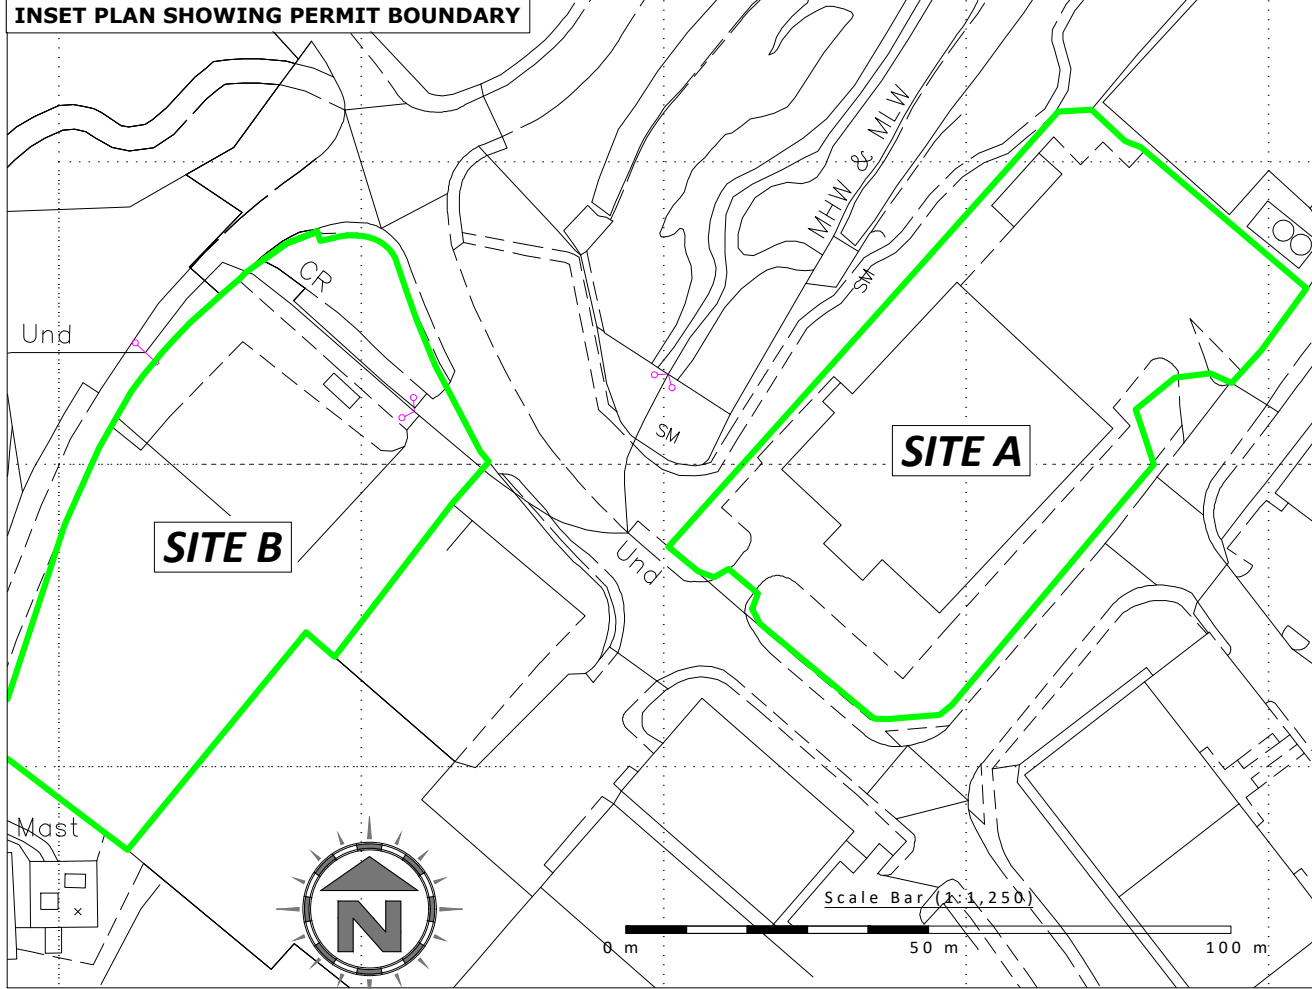 INSET PLAN SHOWING PERMIT BOUNDARY
MHW & MLW
CR
SM
Und
SM
SITE A
SITE B
Und
Mast
N
Scale Bar (1:1,250)
0 m 50 m 100 m